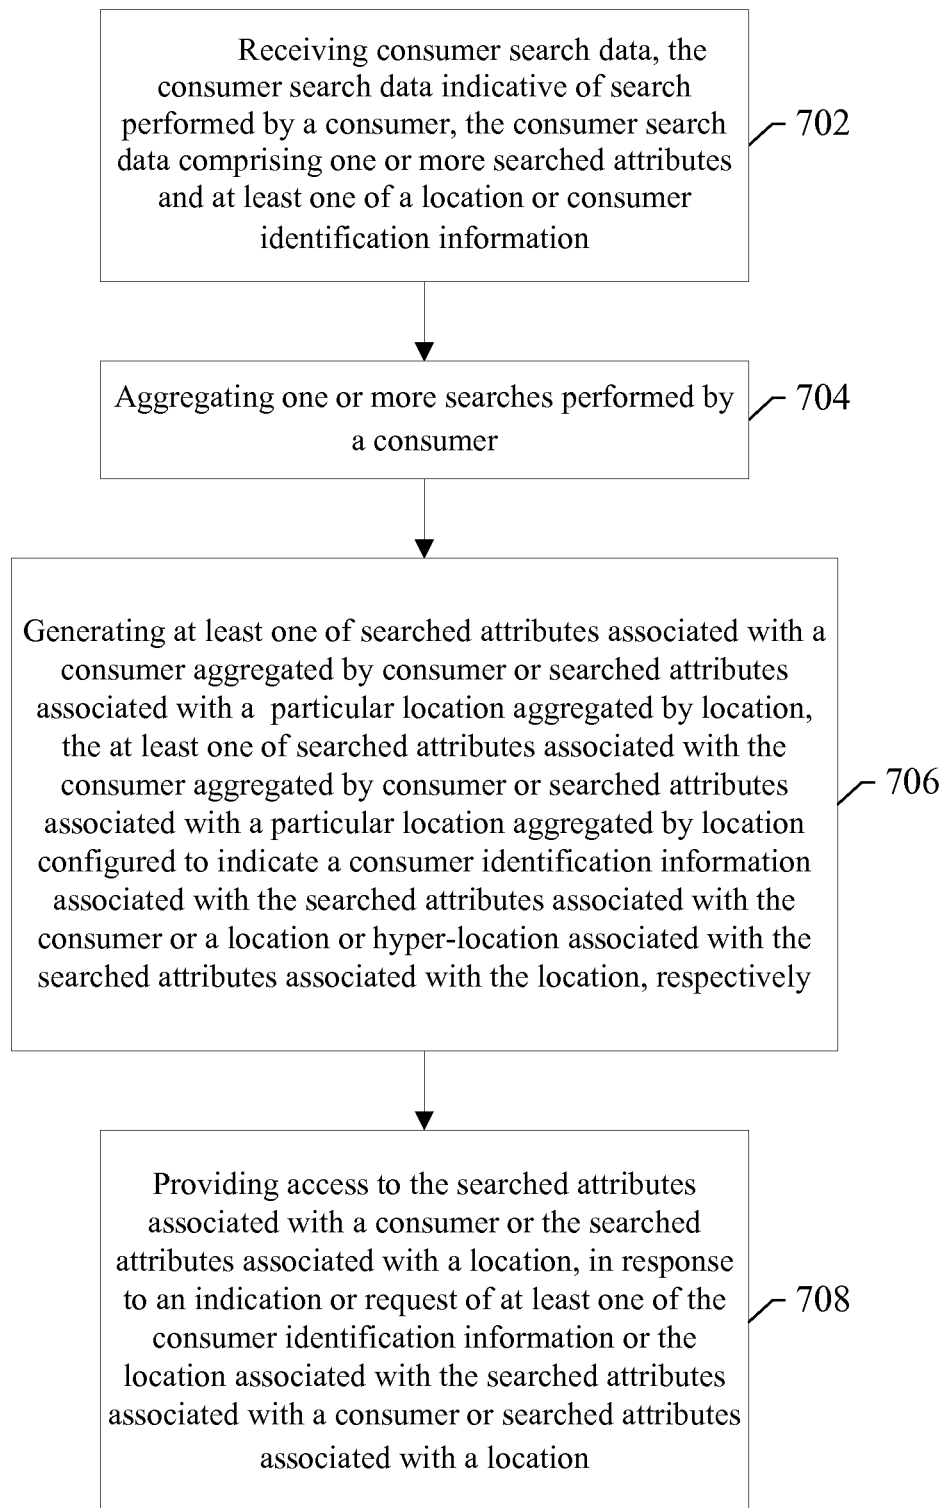 Receiving consumer search data, the
consumer search data indicative of search
performed by a consumer, the consumer search
data comprising one or more searched attributes
and at least one of a location or consumer
identification information
702
Aggregating one or more searches performed by
a consumer
704
Generating at least one of searched attributes associated with a
consumer aggregated by consumer or searched attributes
associated with a particular location aggregated by location,
the at least one of searched attributes associated with the
consumer aggregated by consumer or searched attributes
associated with a particular location aggregated by location
configured to indicate a consumer identification information
associated with the searched attributes associated with the
consumer or a location or hyper-location associated with the
searched attributes associated with the location, respectively
706
Providing access to the searched attributes
associated with a consumer or the searched
attributes associated with a location, in response
to an indication or request of at least one of the
consumer identification information or the
location associated with the searched attributes
associated with a consumer or searched attributes
associated with a location
708